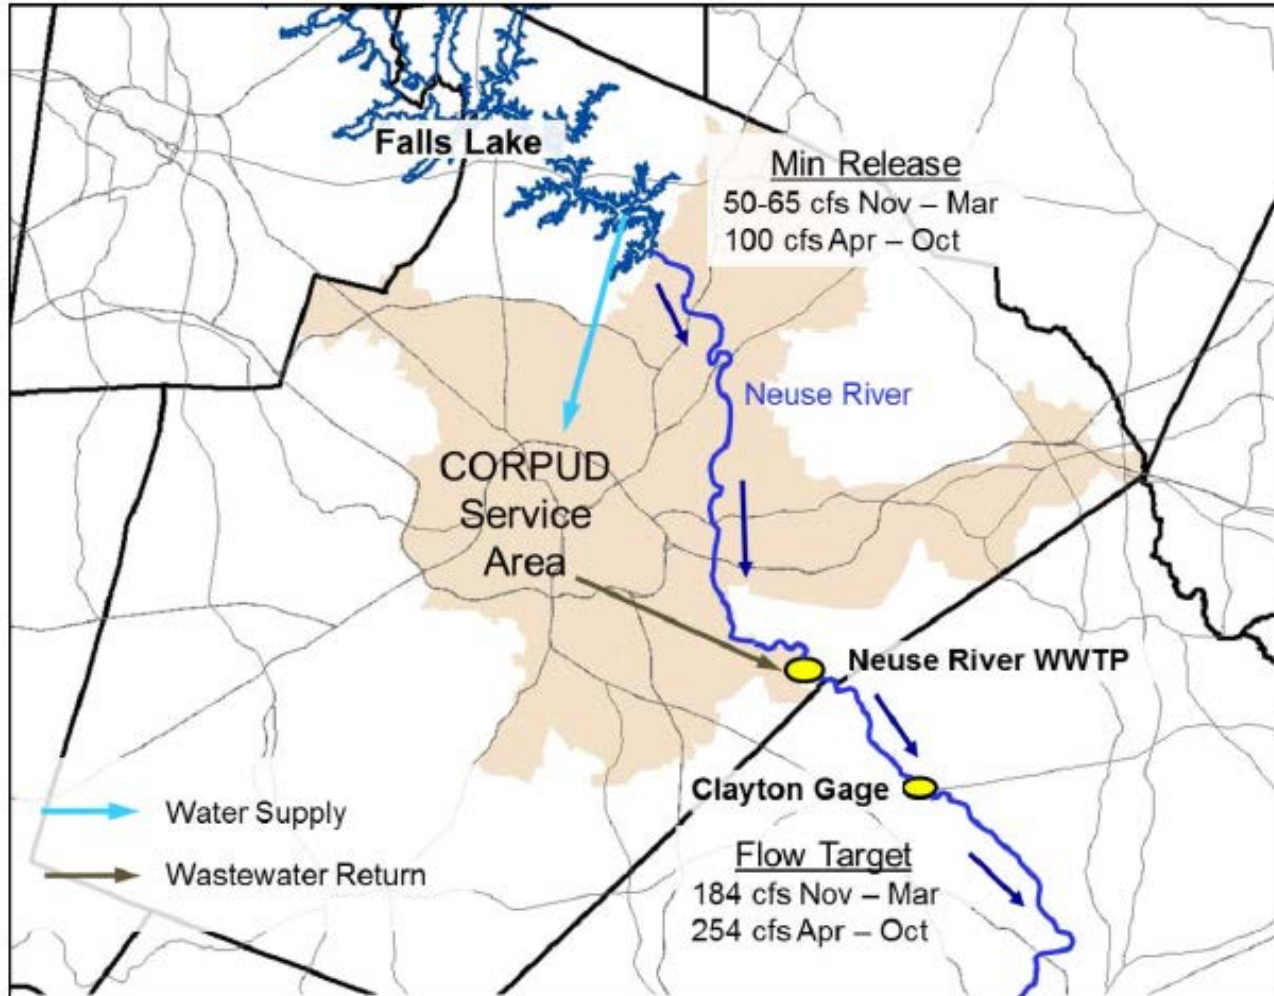 Falls Lake
Min Release
50-65 cfs Nov – Mar
100 cfs Apr – Oct
Neuse River
CORPUD
Service
Area
Neuse River WWTP
Clayton Gage
Water Supply
Wastewater Return
Flow Target
184 cfs Nov – Mar
254 cfs Apr – Oct